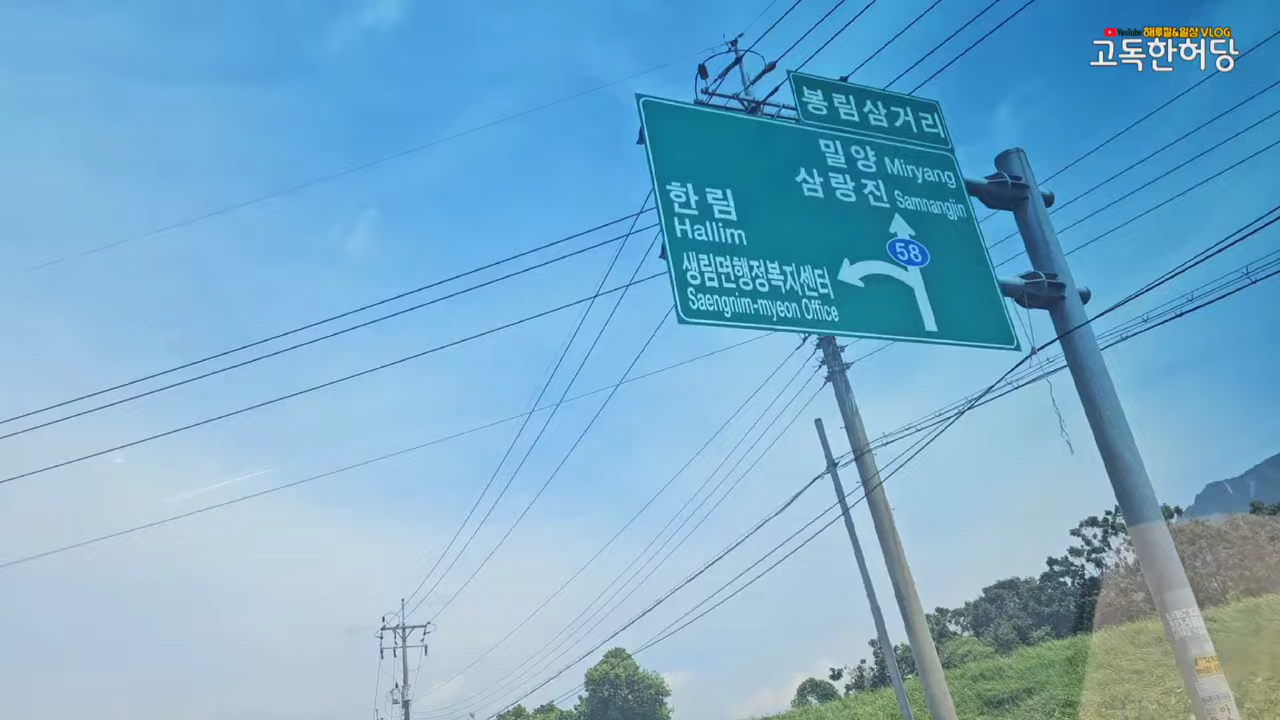 YouTube 해루질&일상 VLOG
고독한허당
봉림삼거리
밀양 Miryang
삼랑진 Samnangjin
한림
Hallim
58
생림면행정복지센터
Saengnim-myeon Office